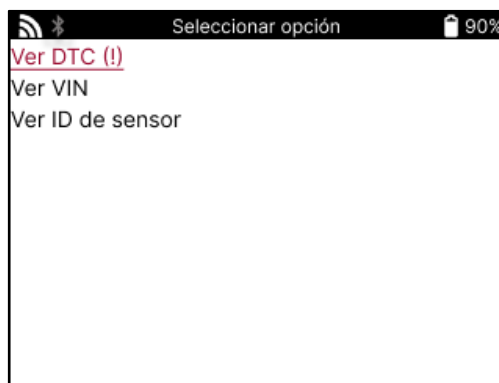 Seleccionar opción 90%
Ver DTC (!)
Ver VIN
Ver ID de sensor